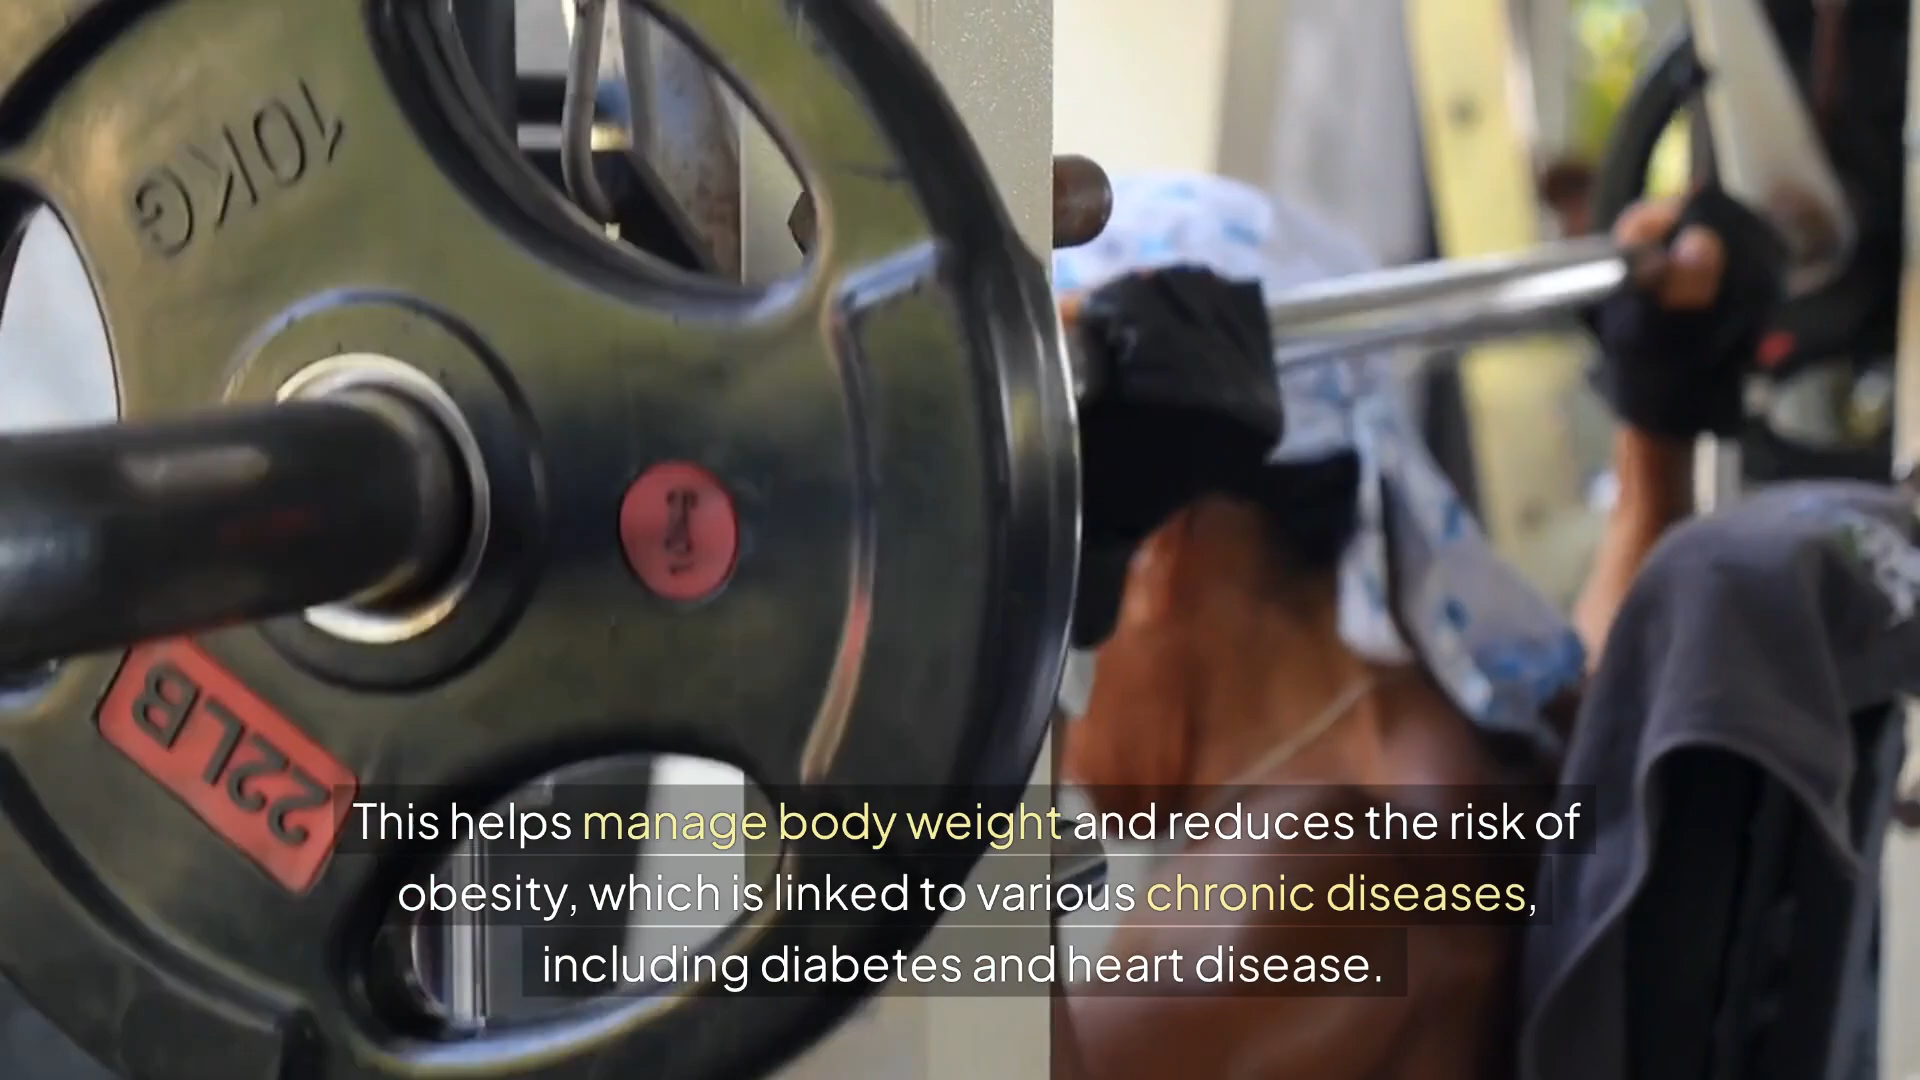 10KG
22LB
This helps manage body weight and reduces the risk of
obesity, which is linked to various chronic diseases,
including diabetes and heart disease.